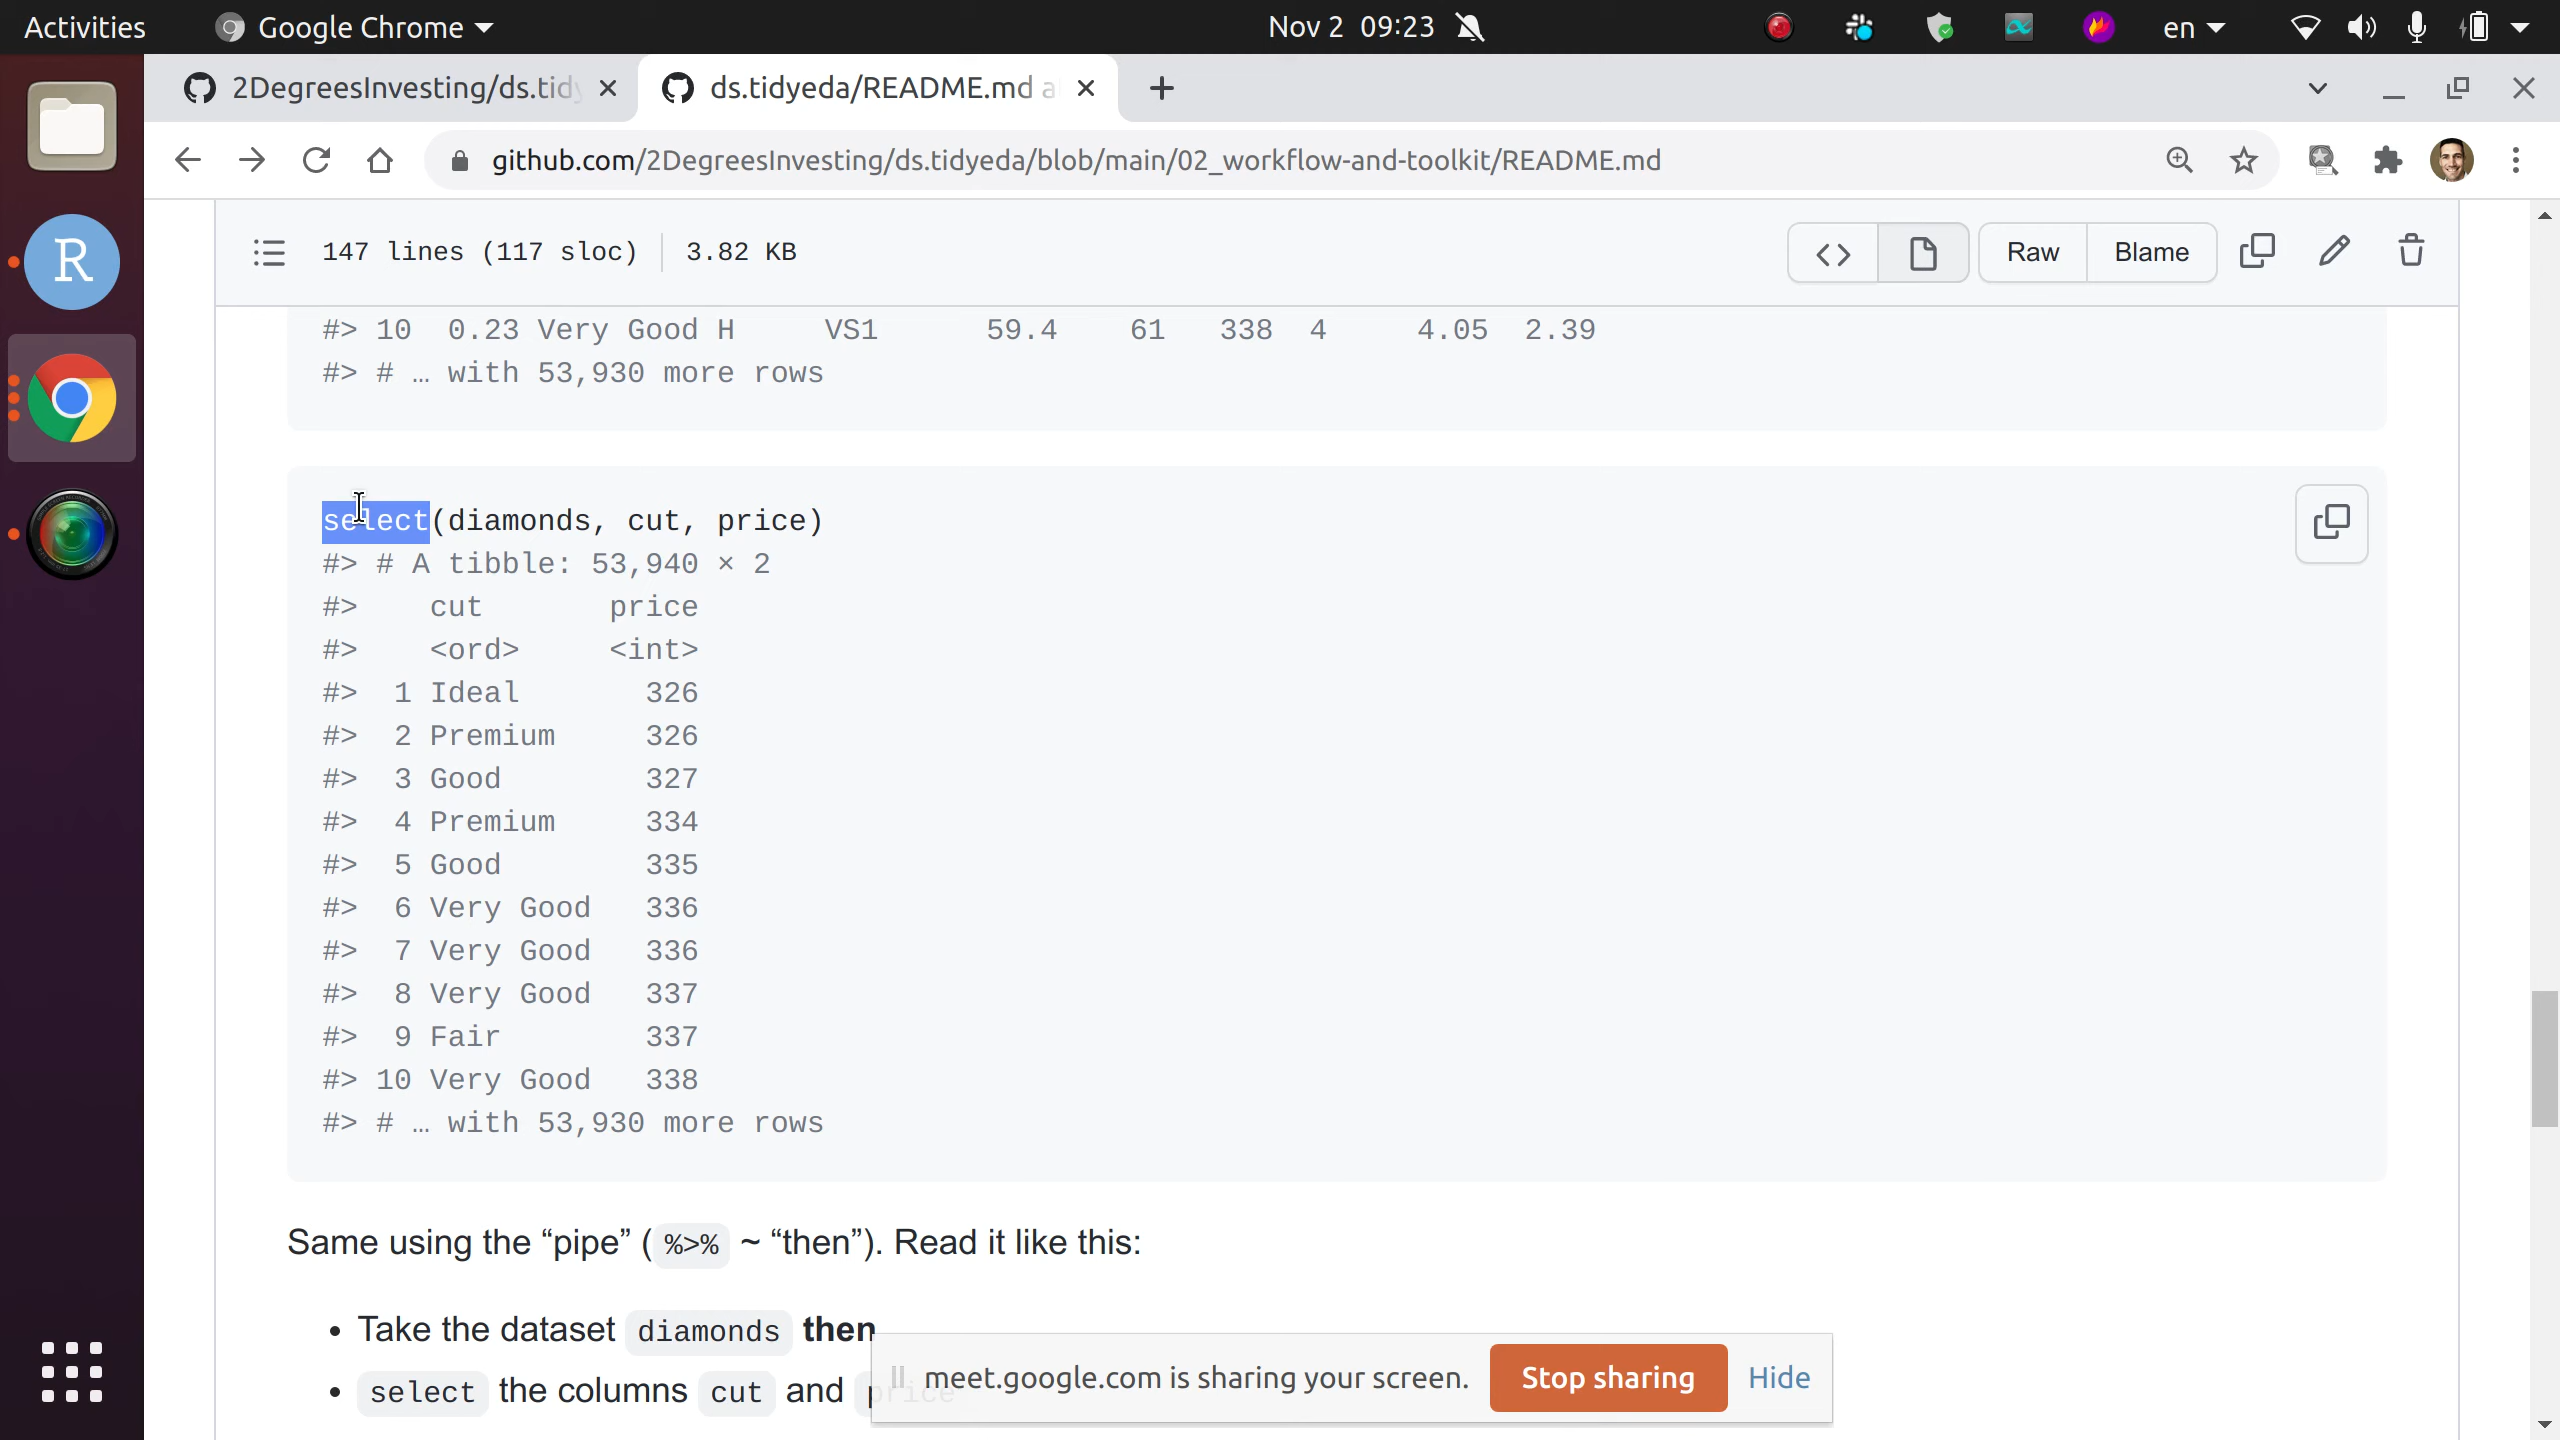 Activities
Google Chrome
Nov 2 09:23
en
2DegreesInvesting/ds.tidy
ds.tidyeda/README.md a
github.com/2DegreesInvesting/ds.tidyeda/blob/main/02_workflow-and-toolkit/README.md
147 lines (117 sloc) 3.82 KB
Raw
Blame
#> 10 0.23 Very Good H VS1 59.4 61 338 4 4.05 2.39
#> # … with 53,930 more rows
select(diamonds, cut, price)
#> # A tibble: 53,940 × 2
#> cut price
#> <ord> <int>
#> 1 Ideal 326
#> 2 Premium 326
#> 3 Good 327
#> 4 Premium 334
#> 5 Good 335
#> 6 Very Good 336
#> 7 Very Good 336
#> 8 Very Good 337
#> 9 Fair 337
#> 10 Very Good 338
#> # … with 53,930 more rows
Same using the “pipe” ( %>% ~ “then”). Read it like this:
• Take the dataset diamonds then
• select the columns cut and price
meet.google.com is sharing your screen.
Stop sharing
Hide
R